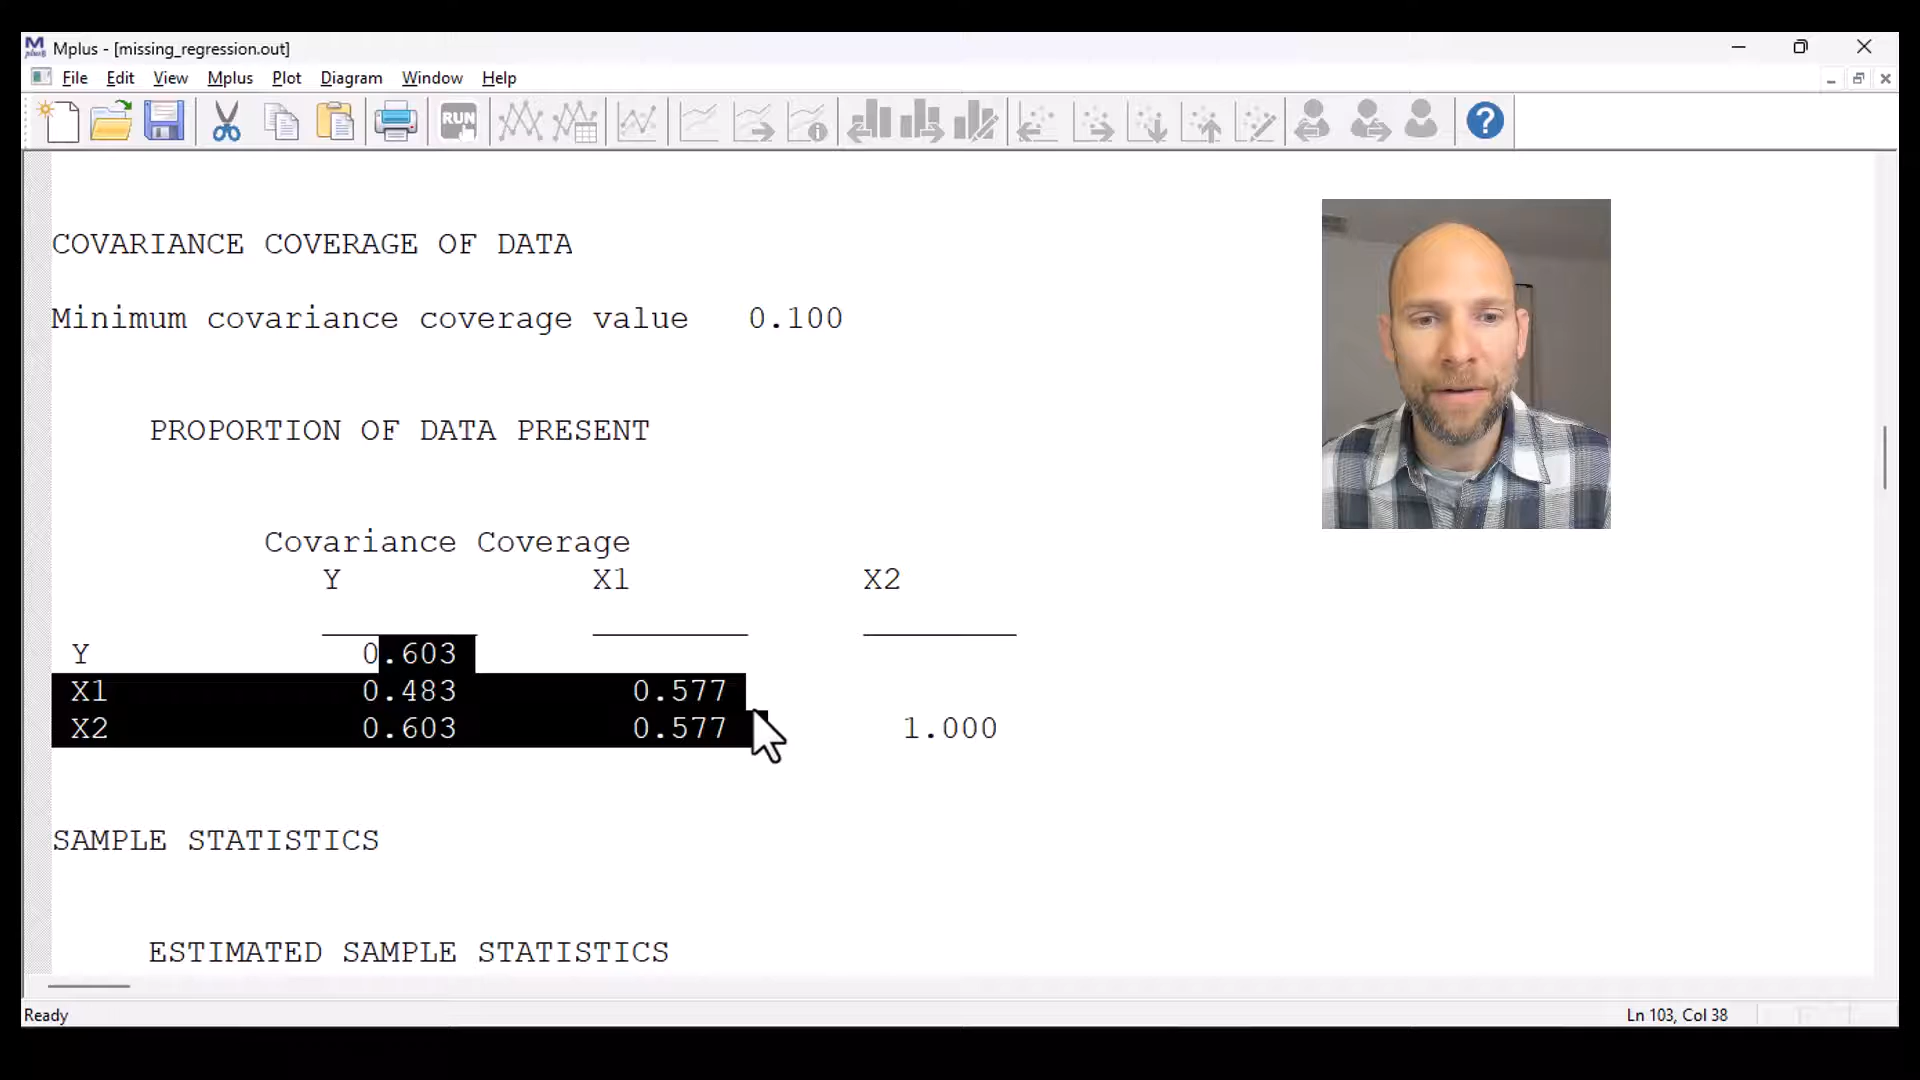 Mplus - [missing_regression.out]
File Edit View Mplus Plot Diagram Window Help
RUN
COVARIANCE COVERAGE OF DATA
Minimum covariance coverage value 0.100
PROPORTION OF DATA PRESENT
Covariance Coverage
Y X1 X2
Y 0.603
X1 0.483 0.577
X2 0.603 0.577 1.000
SAMPLE STATISTICS
ESTIMATED SAMPLE STATISTICS
Ready Ln 103, Col 38